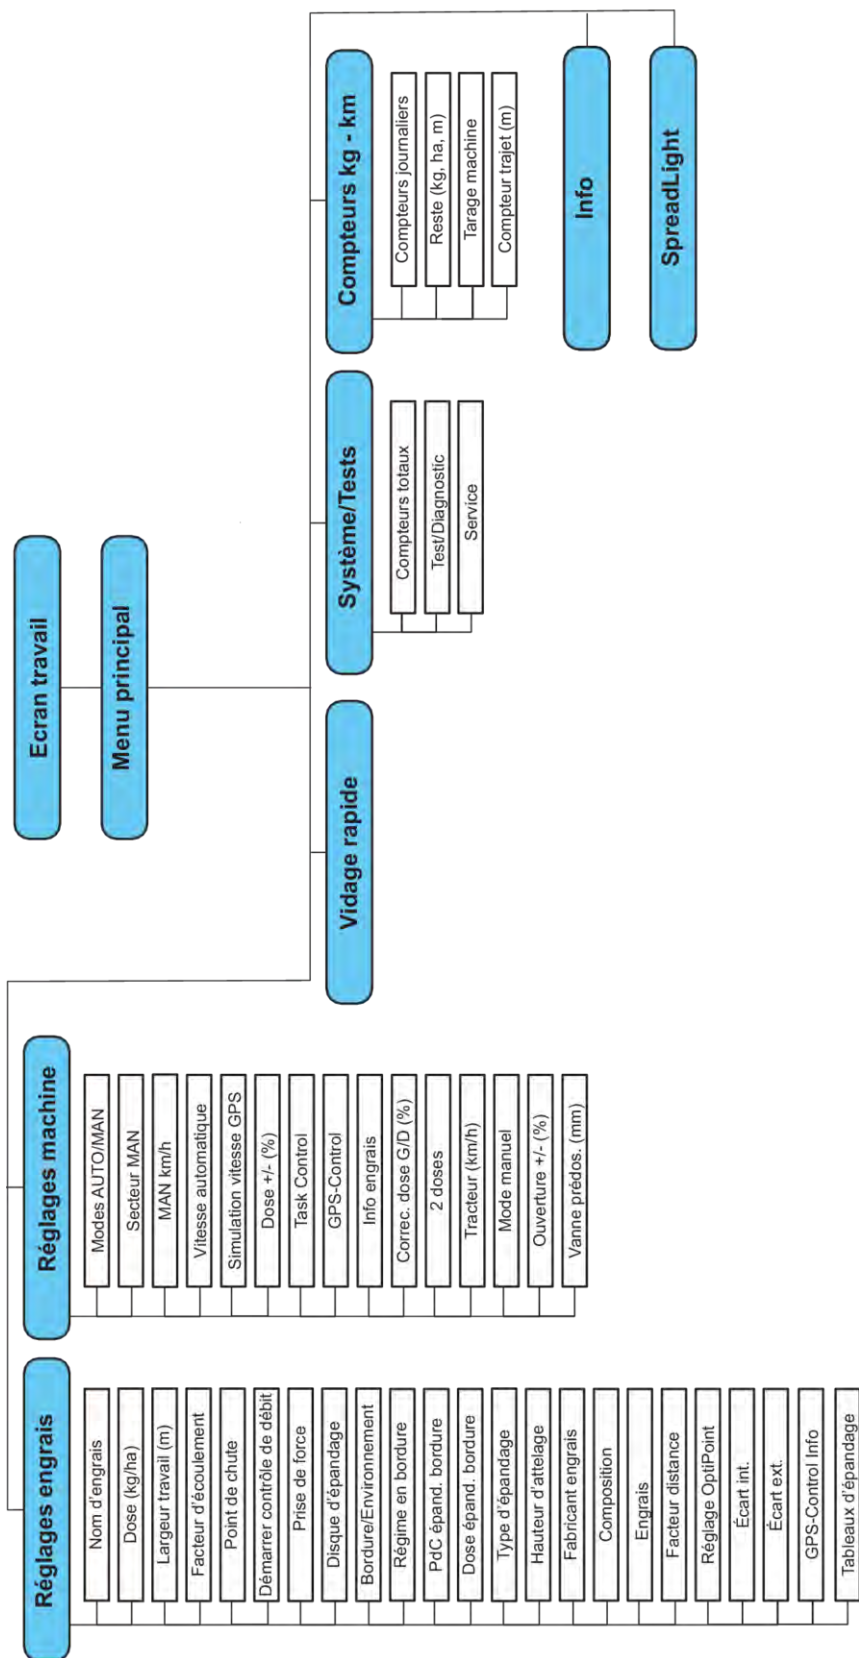 Ecran travail
Menu principal
Réglages engrais
Nom d'engrais
Dose (kg/ha)
Largeur travail (m)
Facteur d'écoulement
Point de chute
Démarrer contrôle de débit
Prise de force
Disque d'épandage
Bordure/Environnement
Régime en bordure
PdC épand. bordure
Dose épand. bordure
Type d'épandage
Hauteur d'attelage
Fabricant engrais
Composition
Engrais
Facteur distance
Réglage OptiPoint
Écart int.
Écart ext.
GPS-Control Info
Tableaux d'épandage
Réglages machine
Modes AUTO/MAN
Secteur MAN
MAN km/h
Vitesse automatique
Simulation vitesse GPS
Dose +/- (%)
Task Control
GPS-Control
Info engrais
Correc. dose G/D (%)
2 doses
Tracteur (km/h)
Mode manuel
Ouverture +/- (%)
Vanne prédos. (mm)
Vidage rapide
Système/Tests
Compteurs totaux
Test/Diagnostic
Service
Compteurs kg - km
Compteurs journaliers
Reste (kg, ha, m)
Tarage machine
Compteur trajet (m)
Info
SpreadLight